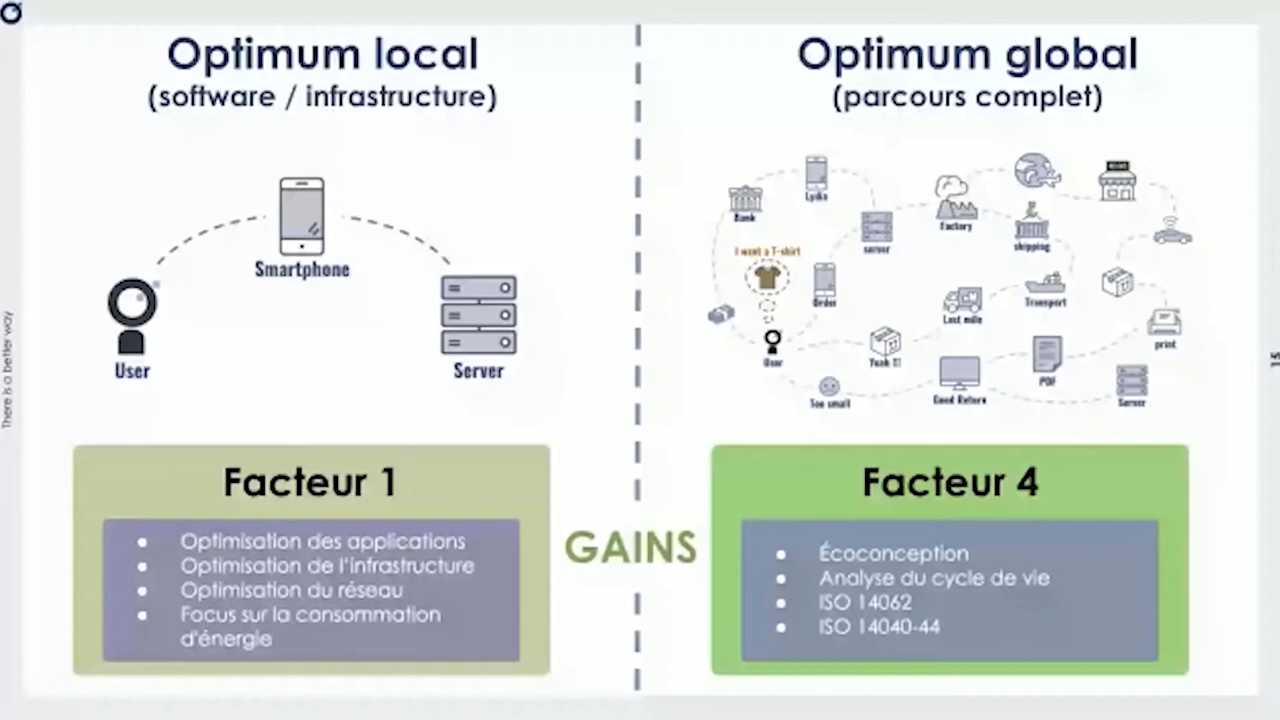 Optimum local
(software / infrastructure)
Smartphone
User
Server
Facteur 1
Optimisation des applications
Optimisation de l'infrastructure
Optimisation du réseau
Focus sur la consommation
d'énergie
GAINS
Optimum global
(parcours complet)
Lydia
Bank
server
Factory
shipping
I want a T-shirt
Order
Last mile
Transport
User
Yeah !!
print
PDF
Too small
Good Return
Server
Facteur 4
Écoconception
Analyse du cycle de vie
ISO 14062
ISO 14040-44
There is a better way
15